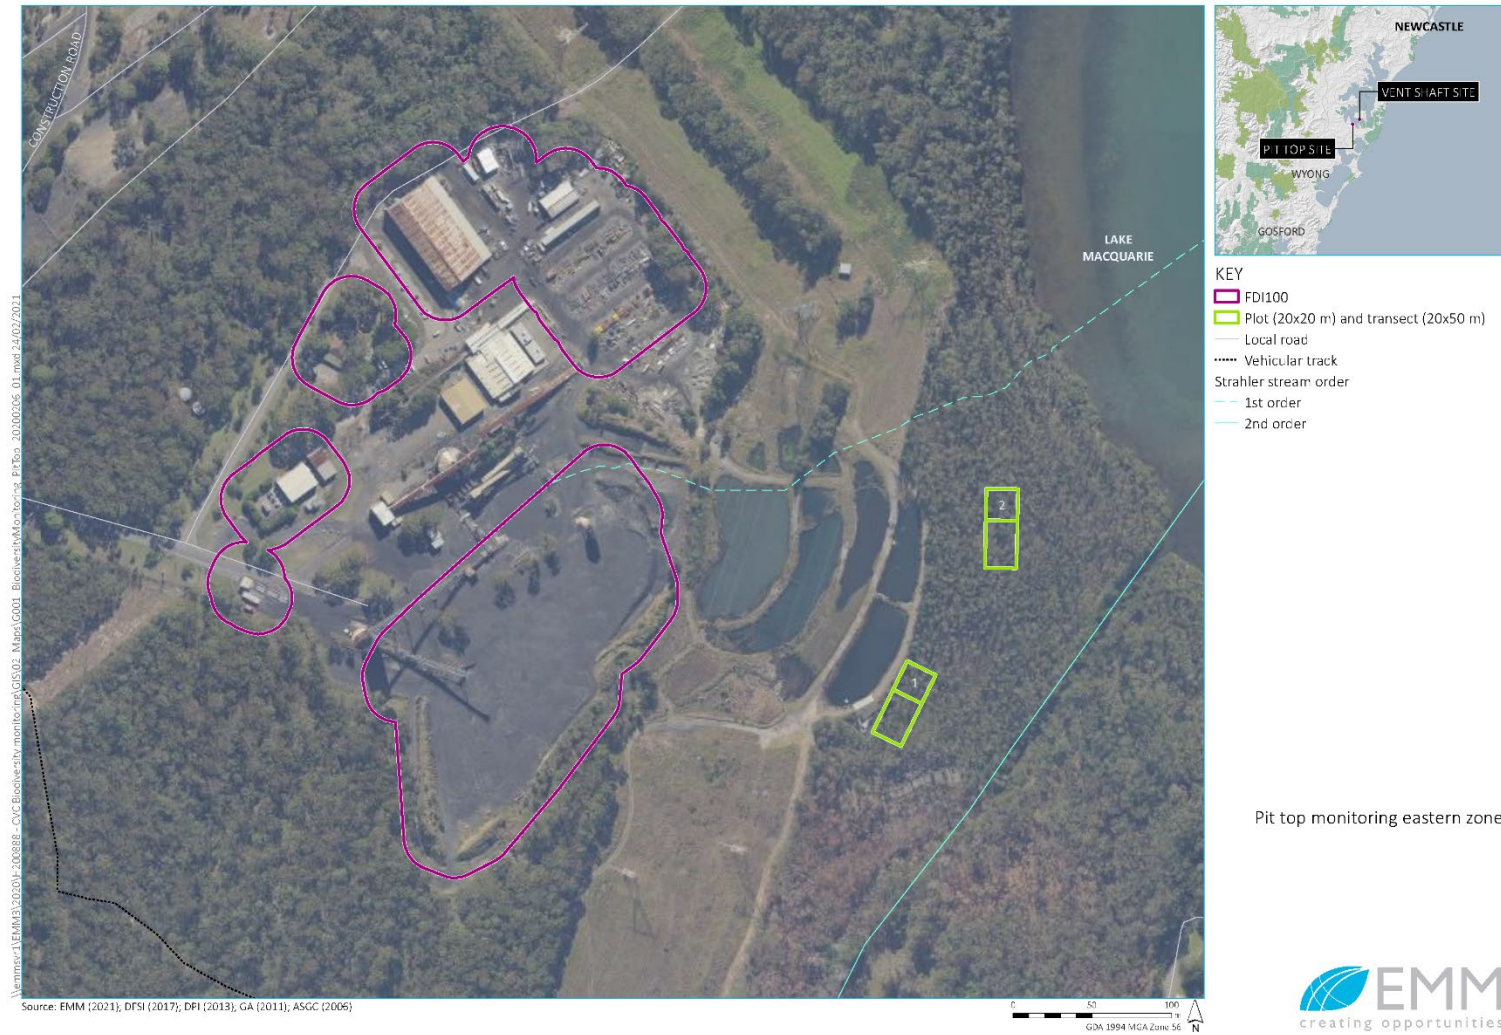 CONSTRUCTION ROAD
LAKE
MACQUARIE
2
1
NEWCASTLE
VENT SHAFT SITE
PIT TOP SITE
WYONG
GOSFORD
KEY
FDI100
Plot (20x20 m) and transect (20x50 m)
Local road
Vehicular track
Strahler stream order
1st order
2nd order
Pit top monitoring eastern zone
Source: EMM (2021); DFSI (2017); DPI (2013); GA (2011); ASGC (2006)
0 50 100
m
GDA 1994 MGA Zone 56
N
EMM
creating opportunities